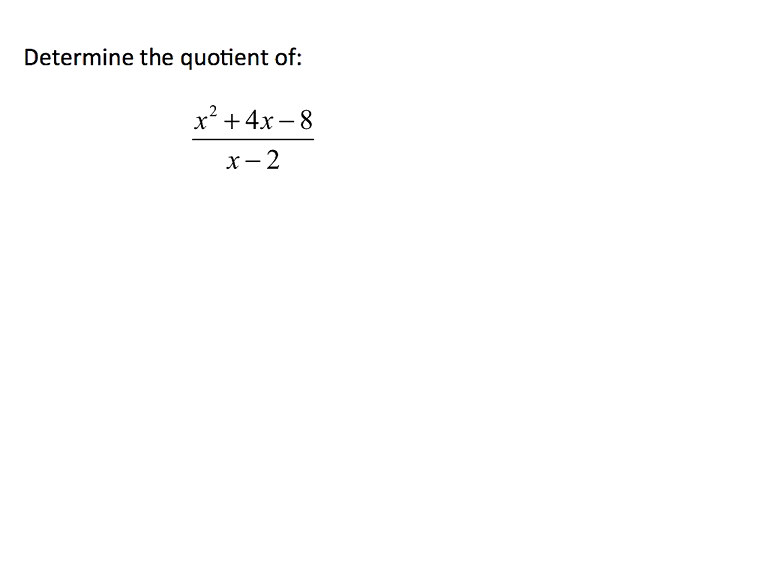 Determine the quotient of:
x² + 4x – 8
x – 2